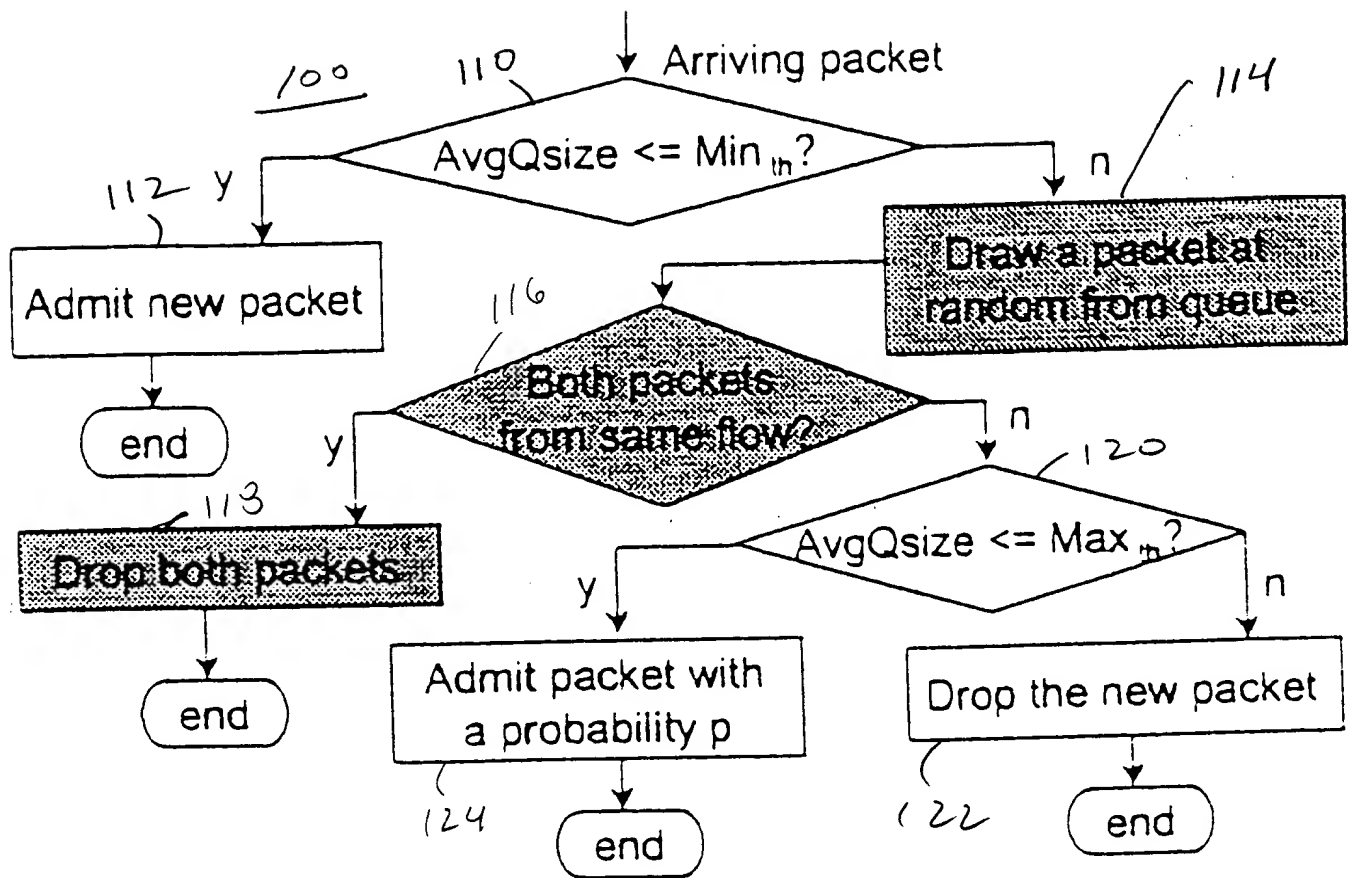 Arriving packet
100
110
114
AvgQsize <= Min th?
112
y
n
Admit new packet
Draw a packet at
random from queue
116
Both packets
from same flow?
end
y
n
120
118
Drop both packets
AvgQsize <= Max th?
y
n
end
Admit packet with
a probability p
Drop the new packet
124
122
end
end